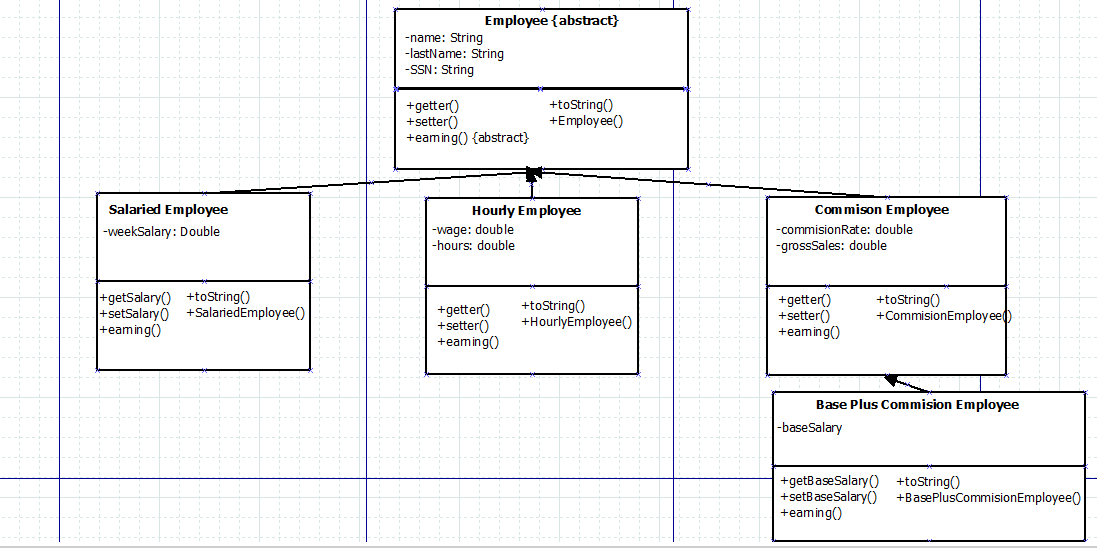 Employee {abstract}
-name: String
-lastName: String
-SSN: String
+getter()
+setter()
+earning() {abstract}
+toString()
+Employee()
Salaried Employee
-weekSalary: Double
+getSalary()
+setSalary()
+earning()
+toString()
+SalariedEmployee()
Hourly Employee
-wage: double
-hours: double
+getter()
+setter()
+earning()
+toString()
+HourlyEmployee()
Commison Employee
-commisionRate: double
-grossSales: double
+getter()
+setter()
+earning()
+toString()
+CommisionEmployee()
Base Plus Commision Employee
-baseSalary
+getBaseSalary()
+setBaseSalary()
+earning()
+toString()
+BasePlusCommisionEmployee()